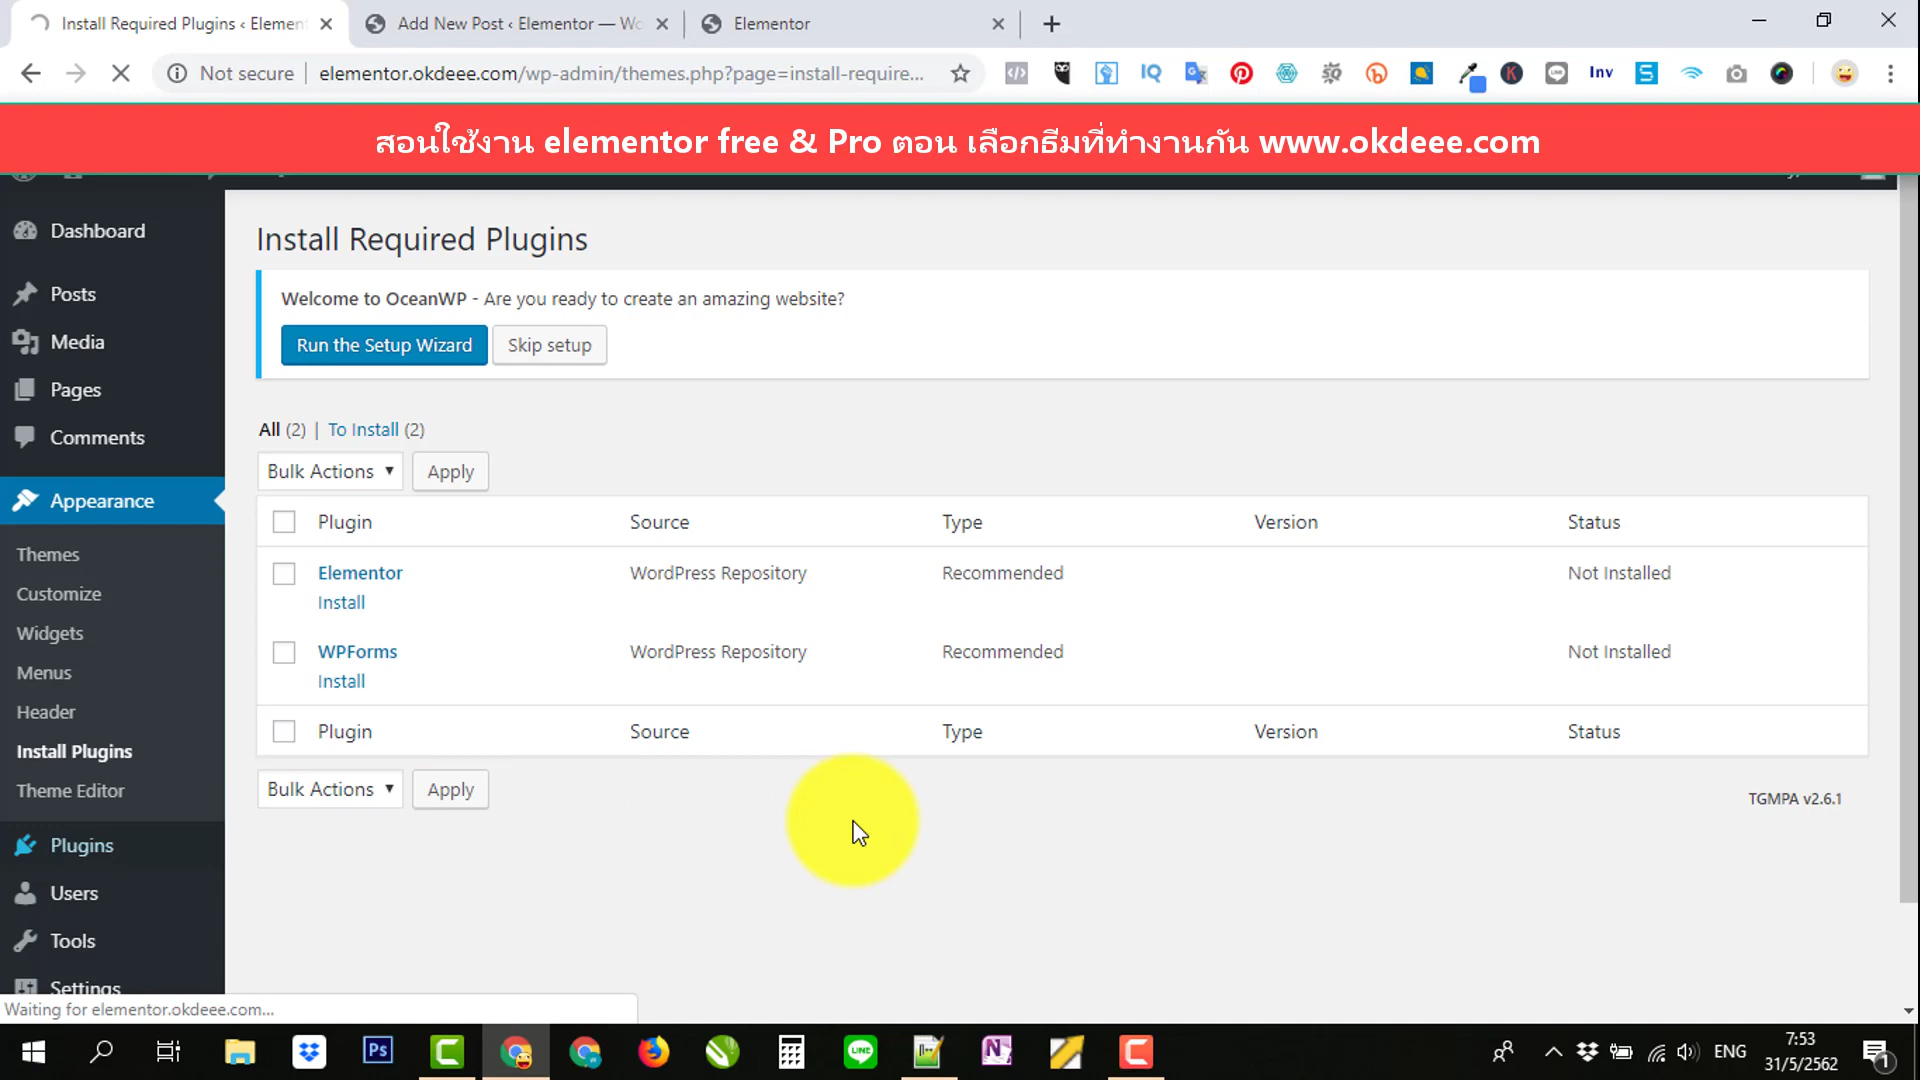 Install Required Plugins ‹ Elemen
Add New Post ‹ Elementor — Wo
Elementor
Not secure
elementor.okdeee.com/wp-admin/themes.php?page=install-require...
IQ
Inv
สอนใช้งาน elementor free & Pro ตอน เลือกธีมที่ทำงานกัน www.okdeee.com
Dashboard
Posts
Media
Pages
Comments
Appearance
Themes
Customize
Widgets
Menus
Header
Install Plugins
Theme Editor
Plugins
Users
Tools
Settings
Install Required Plugins
Welcome to OceanWP - Are you ready to create an amazing website?
Run the Setup Wizard
Skip setup
All (2) | To Install (2)
Bulk Actions
Apply
Plugin Source Type Version Status
Elementor WordPress Repository Recommended Not Installed
Install
WPForms WordPress Repository Recommended Not Installed
Install
Plugin Source Type Version Status
Bulk Actions
Apply
TGMPA v2.6.1
Waiting for elementor.okdeee.com...
Ps
LINE
N
ENG
7:53
31/5/2562
1